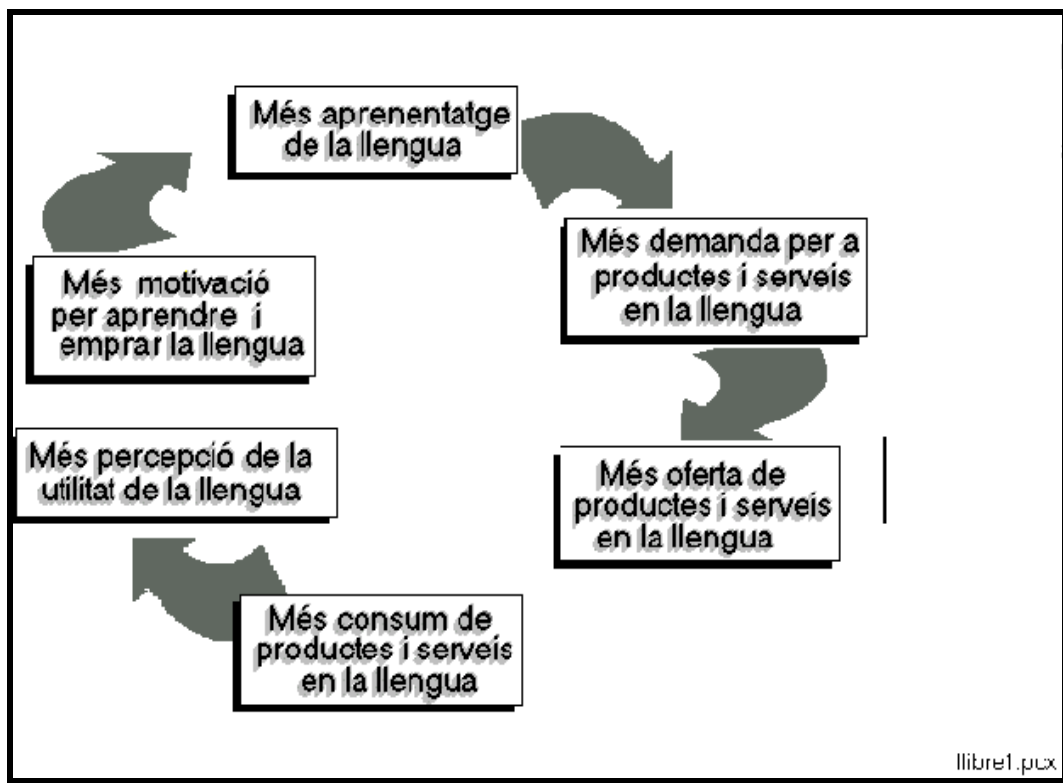 Més aprenentatge
de la llengua
Més demanda per a
productes i serveis
en la llengua
Més oferta de
productes i serveis
en la llengua
Més consum de
productes i serveis
en la llengua
Més percepció de la
utilitat de la llengua
Més motivació
per aprendre i
emprar la llengua
llibre1.pcx